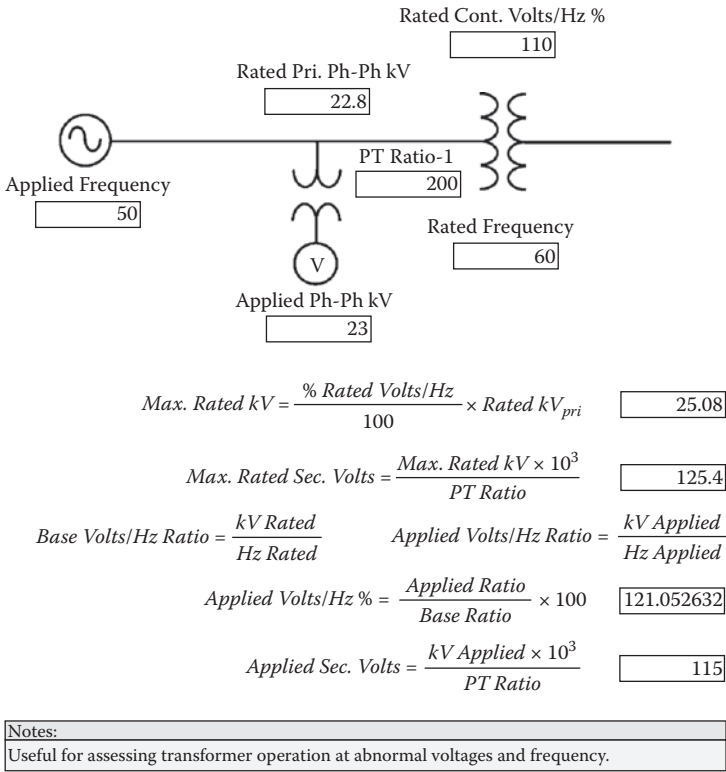 Rated Cont. Volts/Hz %
110
Rated Pri. Ph-Ph kV
22.8
PT Ratio-1
200
Applied Frequency
50
Rated Frequency
60
V
Applied Ph-Ph kV
23
Max. Rated kV = % Rated Volts/Hz / 100 × Rated kV_pri 25.08
Max. Rated Sec. Volts = Max. Rated kV × 10³ / PT Ratio 125.4
Base Volts/Hz Ratio = kV Rated / Hz Rated Applied Volts/Hz Ratio = kV Applied / Hz Applied
Applied Volts/Hz % = Applied Ratio / Base Ratio × 100 121.052632
Applied Sec. Volts = kV Applied × 10³ / PT Ratio 115
Notes:
Useful for assessing transformer operation at abnormal voltages and frequency.